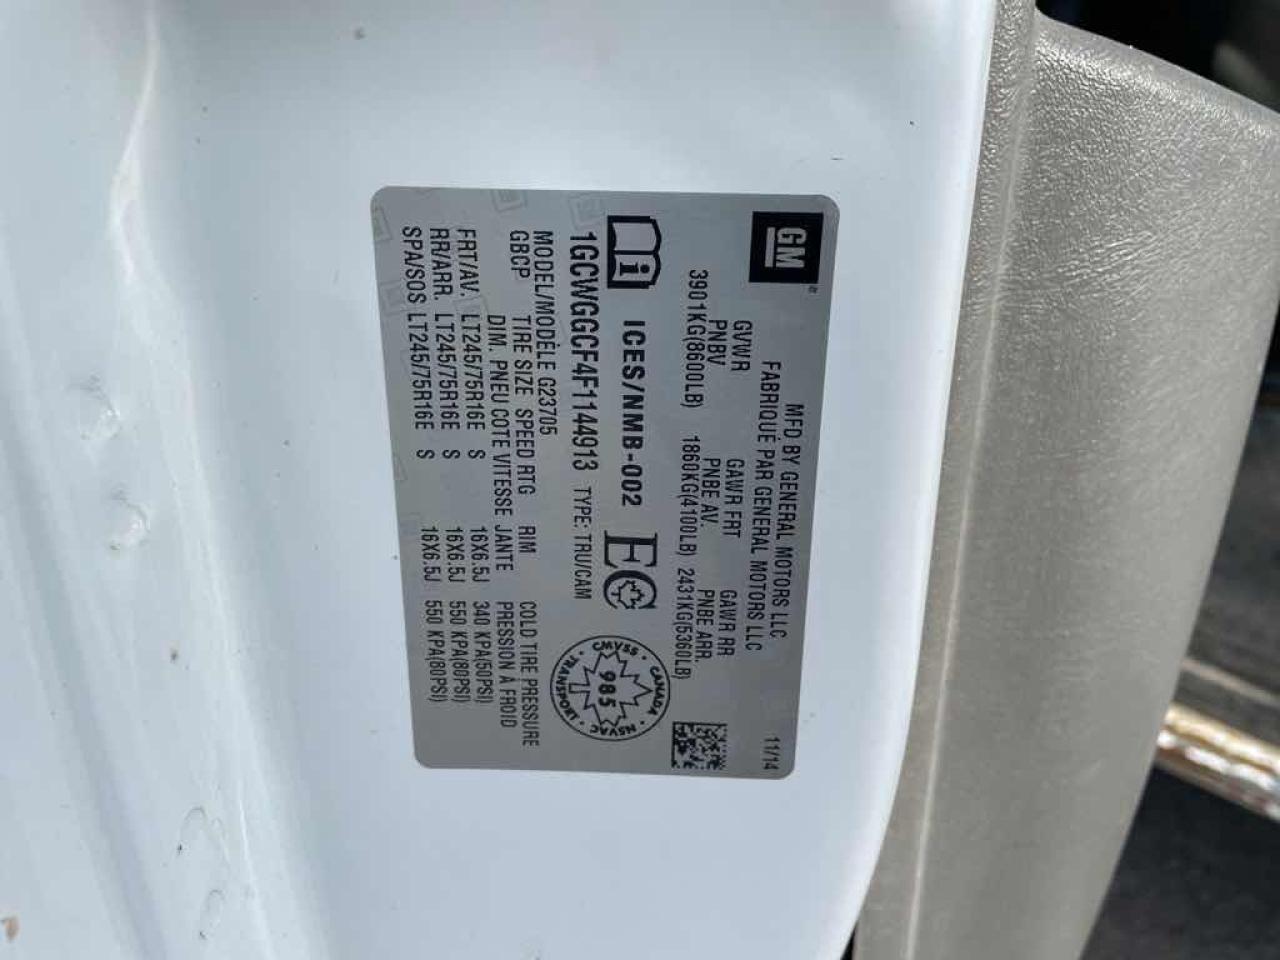 GM
MFD BY GENERAL MOTORS LLC
FABRIQUÉ PAR GENERAL MOTORS LLC
11/14
GVWR GAWR FRT GAWR RR
PNBV PNBE AV. PNBE ARR.
3901KG(8600LB) 1860KG(4100LB) 2431KG(5360LB)
i ICES/NMB-002 EC
CANADA · NSVAC · TRANSPORT · CMVSS ·
985
1GCWGGCF4F1144913 TYPE: TRU/CAM
MODEL/MODÈLE G23705
GBCP TIRE SIZE SPEED RTG RIM COLD TIRE PRESSURE
DIM. PNEU COTE VITESSE JANTE PRESSION À FROID
FRT/AV. LT245/75R16E S 16X6.5J 340 KPA(50PSI)
RR/ARR. LT245/75R16E S 16X6.5J 550 KPA(80PSI)
SPA/SOS LT245/75R16E S 16X6.5J 550 KPA(80PSI)